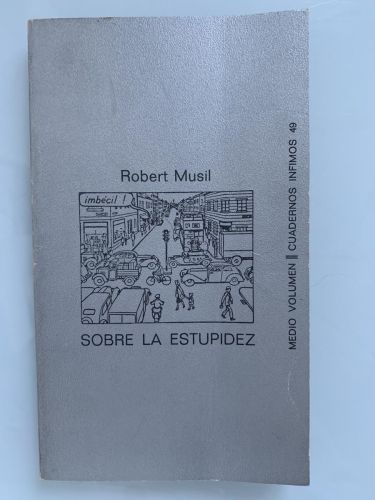 Robert Musil
imbécil !
SOBRE LA ESTUPIDEZ
MEDIO VOLUMEN || CUADERNOS INFIMOS 49